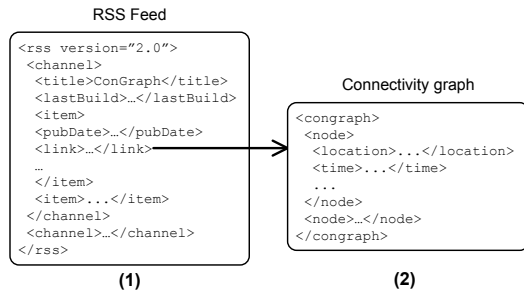 RSS Feed
<rss version=”2.0”>
<channel>
<title>ConGraph</title>
<lastBuild>…</lastBuild>
<item>
<pubDate>…</pubDate>
<link>…</link>
…
</item>
<item>...</item>
</channel>
<channel>…</channel>
</rss>
(1)
Connectivity graph
<congraph>
<node>
<location>...</location>
<time>...</time>
...
</node>
<node>…</node>
</congraph>
(2)